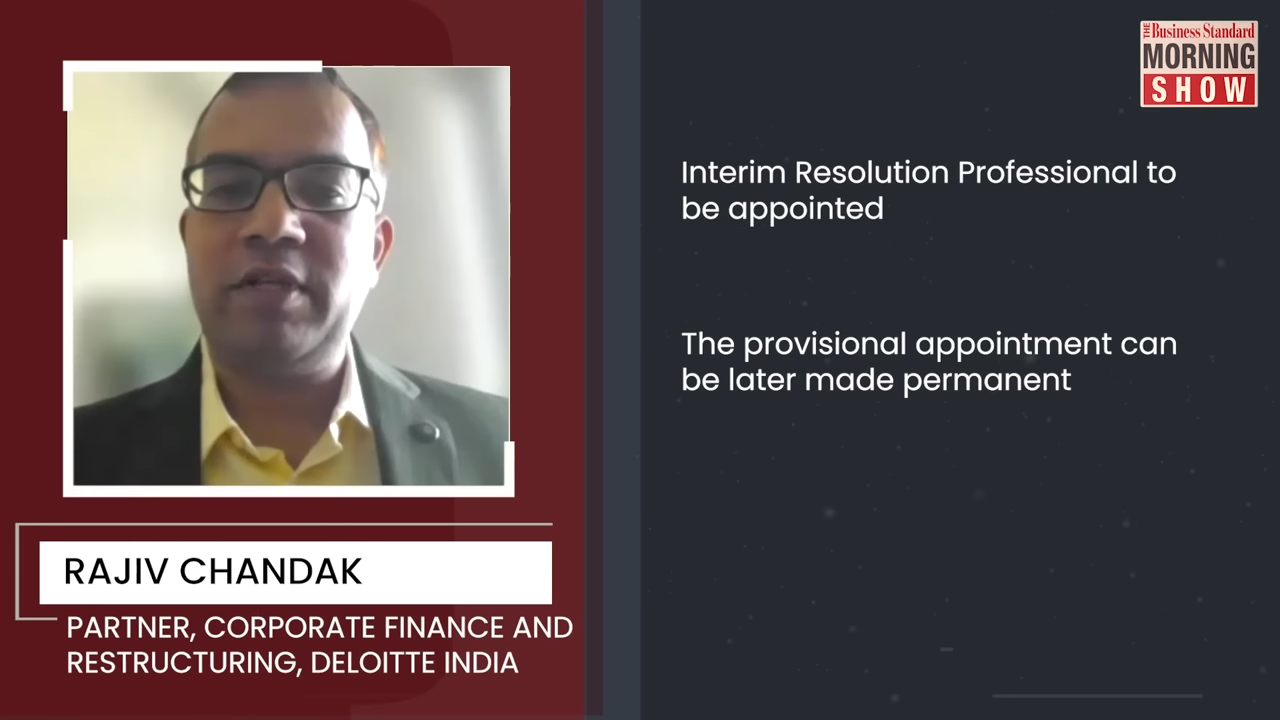 THE Business Standard
MORNING
SHOW
Interim Resolution Professional to
be appointed
The provisional appointment can
be later made permanent
RAJIV CHANDAK
PARTNER, CORPORATE FINANCE AND
RESTRUCTURING, DELOITTE INDIA